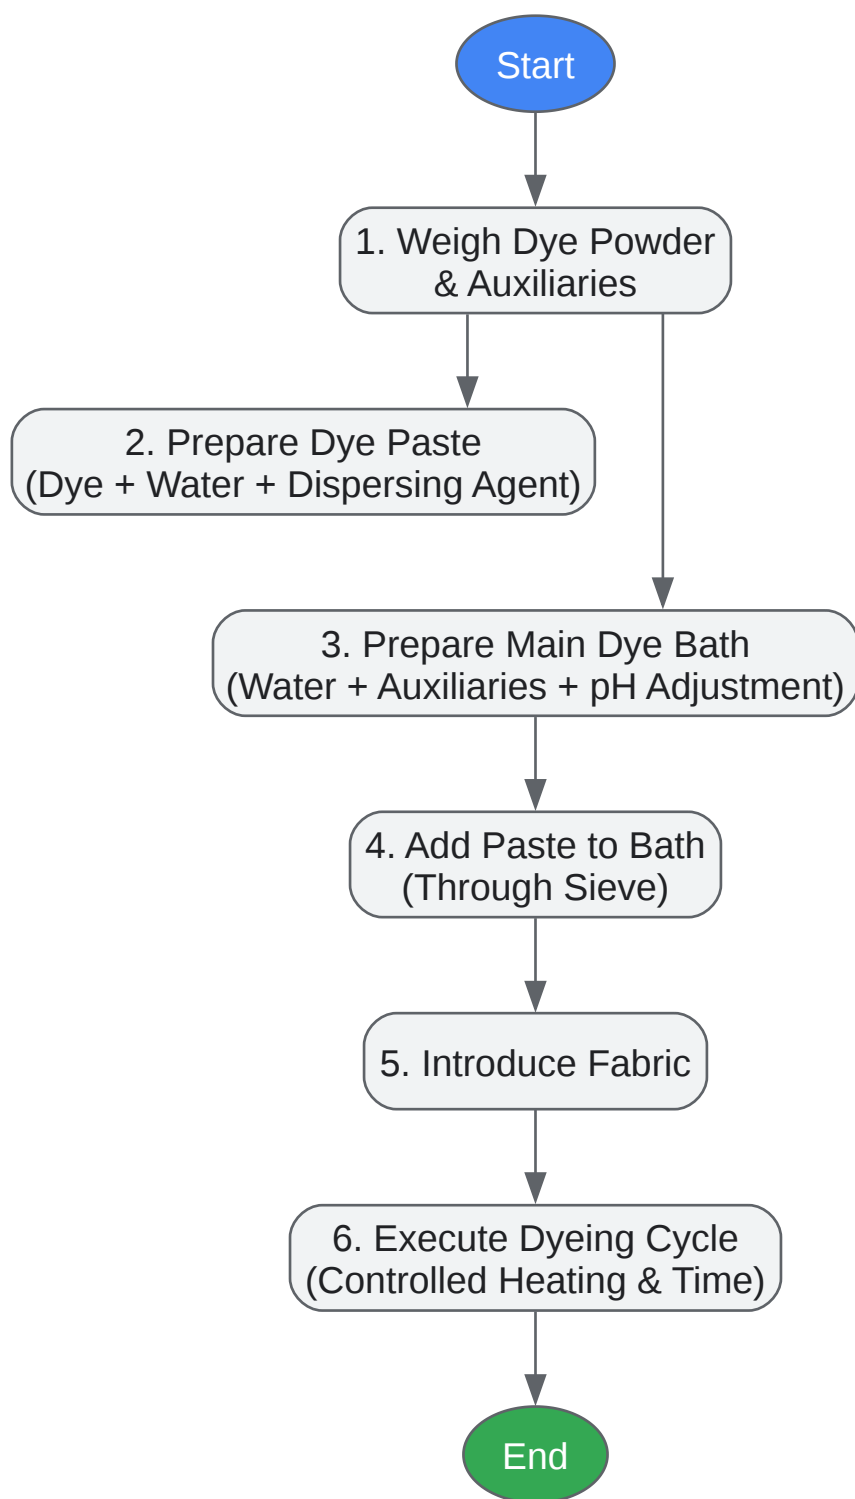 Start
1. Weigh Dye Powder
& Auxiliaries
2. Prepare Dye Paste
(Dye + Water + Dispersing Agent)
3. Prepare Main Dye Bath
(Water + Auxiliaries + pH Adjustment)
4. Add Paste to Bath
(Through Sieve)
5. Introduce Fabric
6. Execute Dyeing Cycle
(Controlled Heating & Time)
End